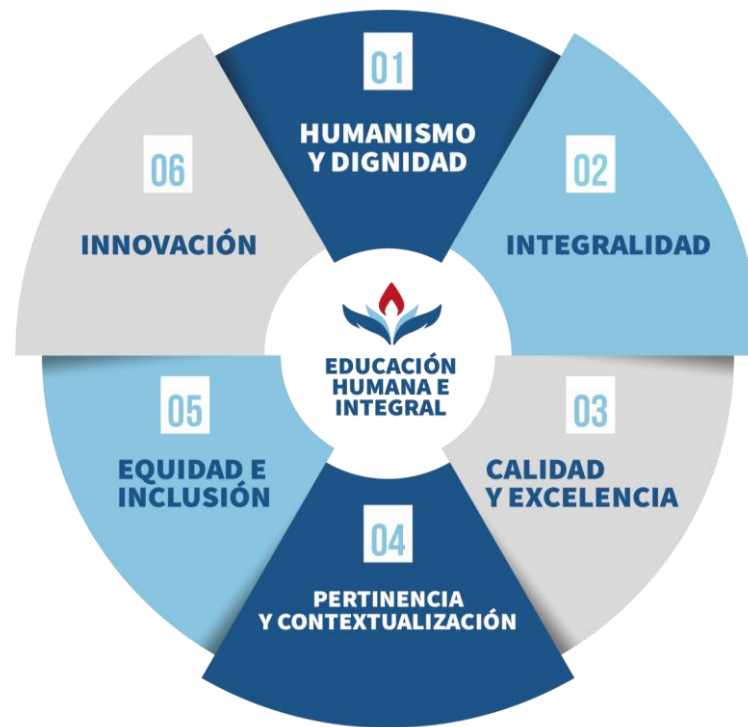 01
HUMANISMO
Y DIGNIDAD
02
INTEGRALIDAD
03
CALIDAD
Y EXCELENCIA
04
PERTINENCIA
Y CONTEXTUALIZACIÓN
05
EQUIDAD E
INCLUSIÓN
06
INNOVACIÓN
EDUCACIÓN
HUMANA E
INTEGRAL